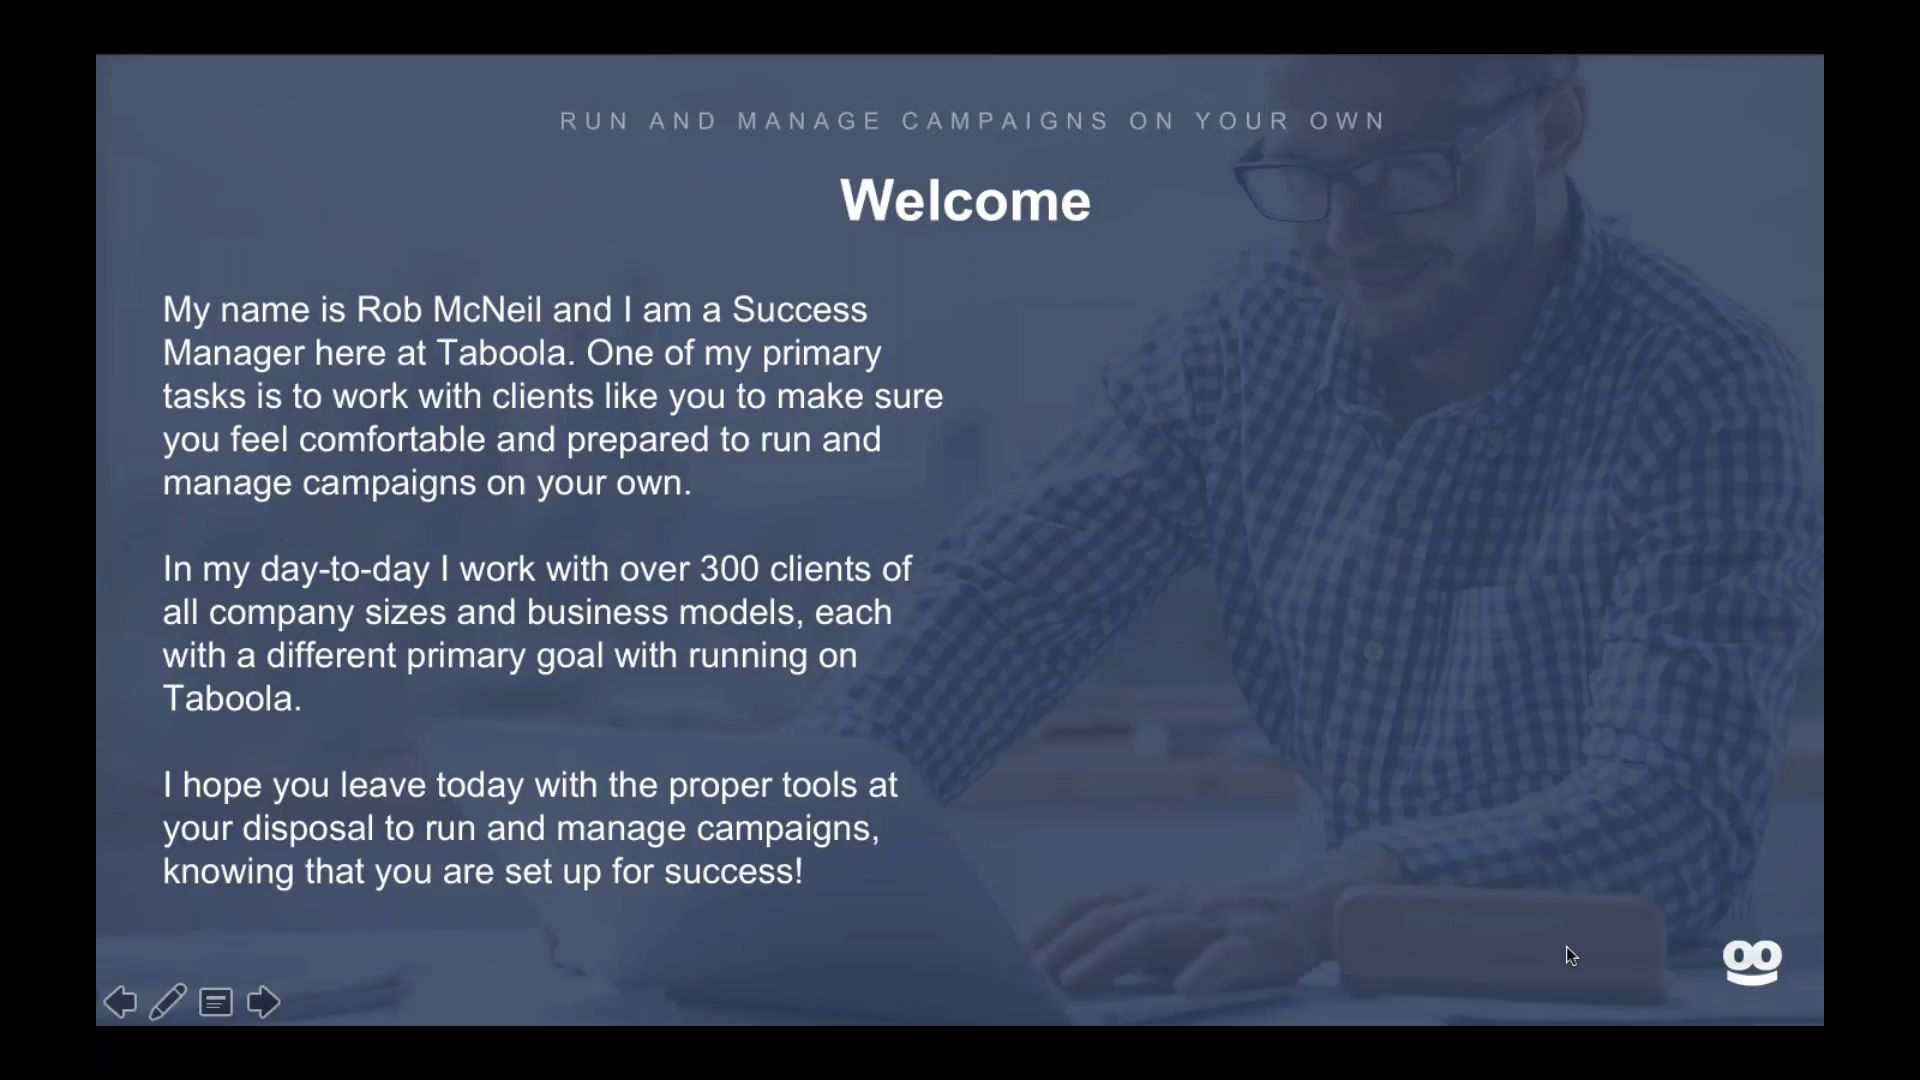 RUN AND MANAGE CAMPAIGNS ON YOUR OWN
Welcome
My name is Rob McNeil and I am a Success
Manager here at Taboola. One of my primary
tasks is to work with clients like you to make sure
you feel comfortable and prepared to run and
manage campaigns on your own.
In my day-to-day I work with over 300 clients of
all company sizes and business models, each
with a different primary goal with running on
Taboola.
I hope you leave today with the proper tools at
your disposal to run and manage campaigns,
knowing that you are set up for success!